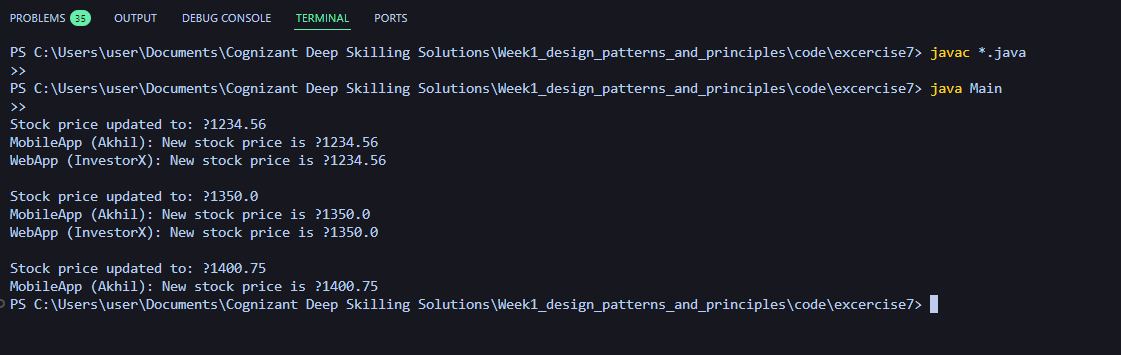 PROBLEMS 35 OUTPUT DEBUG CONSOLE TERMINAL PORTS
PS C:\Users\user\Documents\Cognizant Deep Skilling Solutions\Week1_design_patterns_and_principles\code\excercise7> javac *.java
>>
PS C:\Users\user\Documents\Cognizant Deep Skilling Solutions\Week1_design_patterns_and_principles\code\excercise7> java Main
>>
Stock price updated to: ?1234.56
MobileApp (Akhil): New stock price is ?1234.56
WebApp (InvestorX): New stock price is ?1234.56
Stock price updated to: ?1350.0
MobileApp (Akhil): New stock price is ?1350.0
WebApp (InvestorX): New stock price is ?1350.0
Stock price updated to: ?1400.75
MobileApp (Akhil): New stock price is ?1400.75
PS C:\Users\user\Documents\Cognizant Deep Skilling Solutions\Week1_design_patterns_and_principles\code\excercise7>